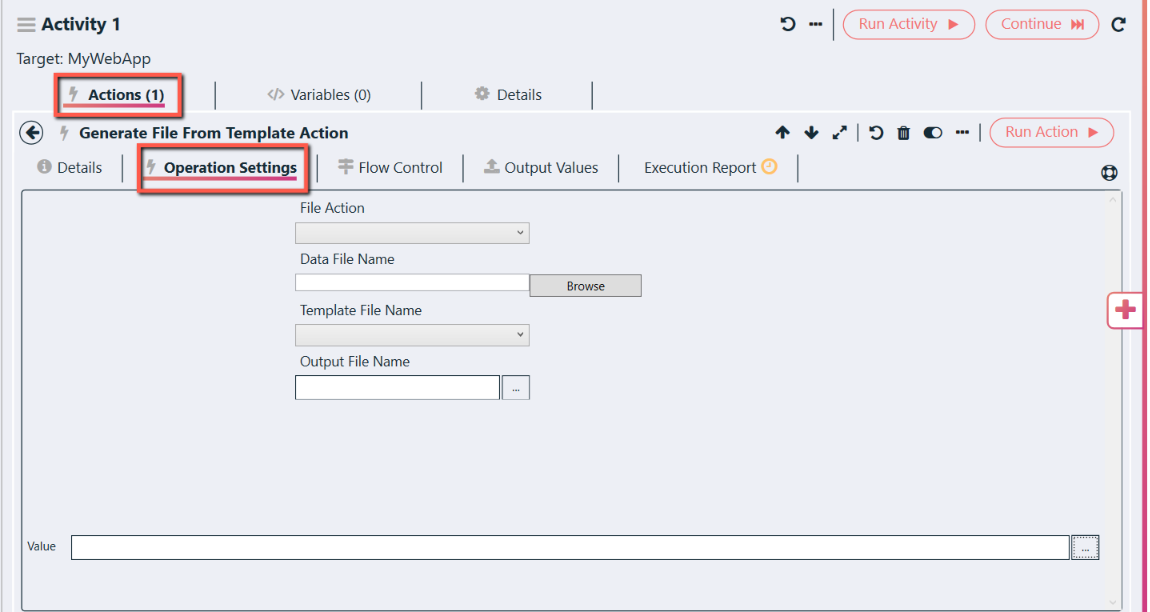 Activity 1
Run Activity
Continue
Target: MyWebApp
Actions (1)
</> Variables (0)
Details
Generate File From Template Action
Run Action
Details
Operation Settings
Flow Control
Output Values
Execution Report
File Action
Data File Name
Browse
Template File Name
Output File Name
...
Value
...